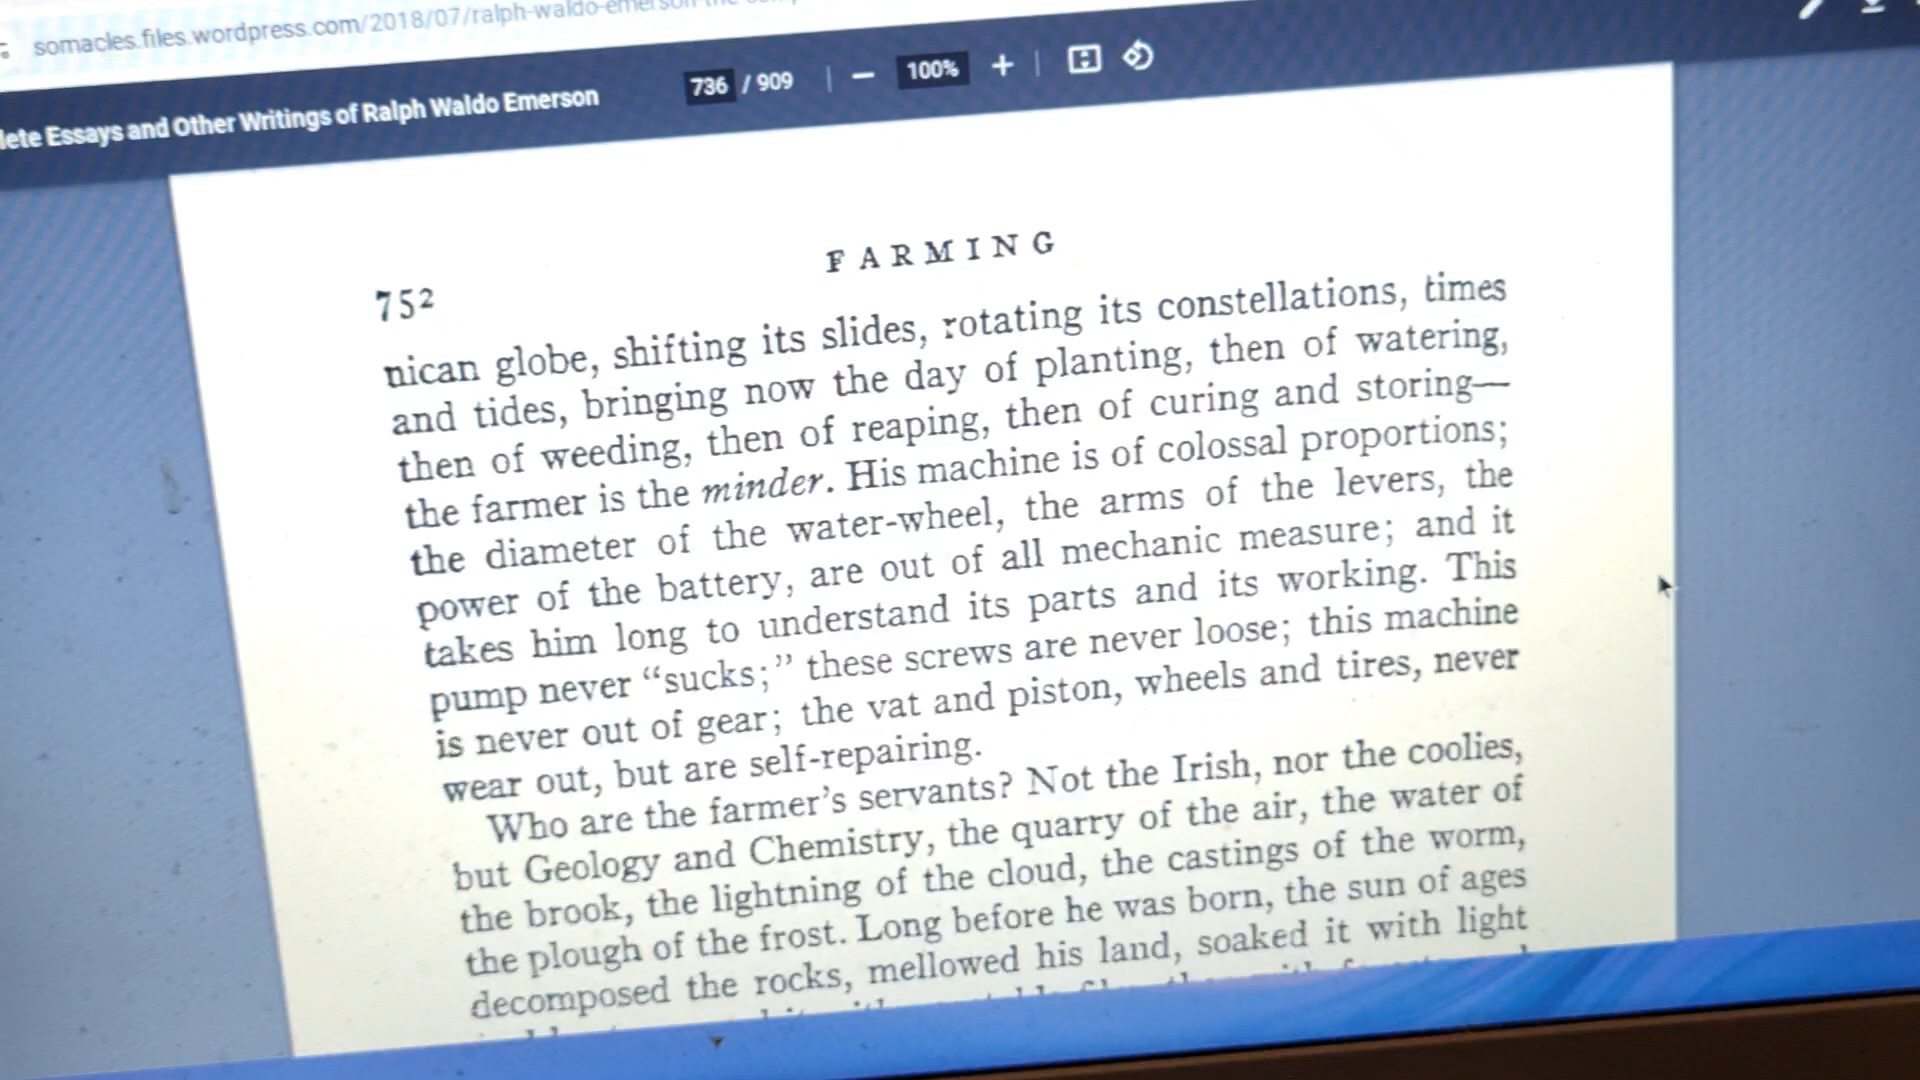 somacles.files.wordpress.com/2018/07/ralph-waldo-emerson-the-comp
lete Essays and Other Writings of Ralph Waldo Emerson
736 / 909
100%
FARMING
752
nican globe, shifting its slides, rotating its constellations, times
and tides, bringing now the day of planting, then of watering,
then of weeding, then of reaping, then of curing and storing—
the farmer is the minder. His machine is of colossal proportions;
the diameter of the water-wheel, the arms of the levers, the
power of the battery, are out of all mechanic measure; and it
takes him long to understand its parts and its working. This
pump never “sucks;” these screws are never loose; this machine
is never out of gear; the vat and piston, wheels and tires, never
wear out, but are self-repairing.
Who are the farmer’s servants? Not the Irish, nor the coolies,
but Geology and Chemistry, the quarry of the air, the water of
the brook, the lightning of the cloud, the castings of the worm,
the plough of the frost. Long before he was born, the sun of ages
decomposed the rocks, mellowed his land, soaked it with light